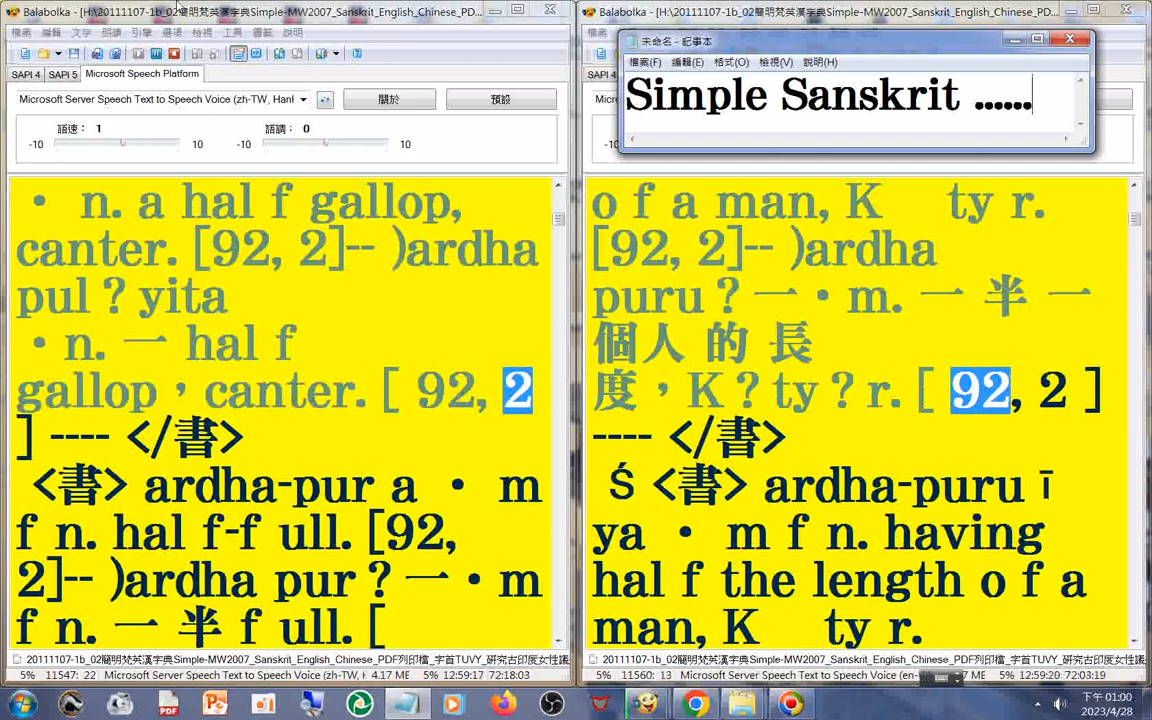 Balabolka - [H:\20111107-1b_02簡明梵英漢字典Simple-MW2007_Sanskrit_English_Chinese_PD...
檔案 編輯 文字 朗讀 引擎 選項 檢視 工具 書籤 說明
SAPI 4 SAPI 5 Microsoft Speech Platform
Microsoft Server Speech Text to Speech Voice (zh-TW, Han
關於
預設
語速： 1
語調： 0
-10 10 -10 10
• n. a hal f gallop,
canter. [92, 2]-- )ardha
pul ? yita
• n. 一 hal f
gallop，canter. [ 92, 2
] ---- </書>
<書> ardha-pur a • m
f n. hal f-f ull. [92,
2]-- )ardha pur ? 一 • m
f n. 一 半 f ull. [
20111107-1b_02簡明梵英漢字典Simple-MW2007_Sanskrit_English_Chinese_PDF列印檔_字首TUVY_研究古印度女性議
5% 11547: 22 Microsoft Server Speech Text to Speech Voice (zh-TW, H 4.17 ME 5% 12:59:17 72:18:03
Balabolka - [H:\20111107-1b_02簡明梵英漢字典Simple-MW2007_Sanskrit_English_Chinese_PDF...
檔案
SAPI 4
Micr
未命名 - 記事本
檔案(F) 編輯(E) 格式(O) 檢視(V) 說明(H)
Simple Sanskrit ......
-10
o f a man, K ty r.
[92, 2]-- )ardha
puru ? 一 • m. 一 半 一
個人 的 長
度，K ? ty ? r. [ 92, 2 ]
---- </書>
Ś <書> ardha-puru ī
ya • m f n. having
hal f the length o f a
man, K ty r.
20111107-1b_02簡明梵英漢字典Simple-MW2007_Sanskrit_English_Chinese_PDF列印檔_字首TUVY_研究古印度女性議
5% 11560: 13 Microsoft Server Speech Text to Speech Voice (zh-TW, H 4.17 ME 5% 12:59:20 72:03:19
下午 01:00
2023/4/28